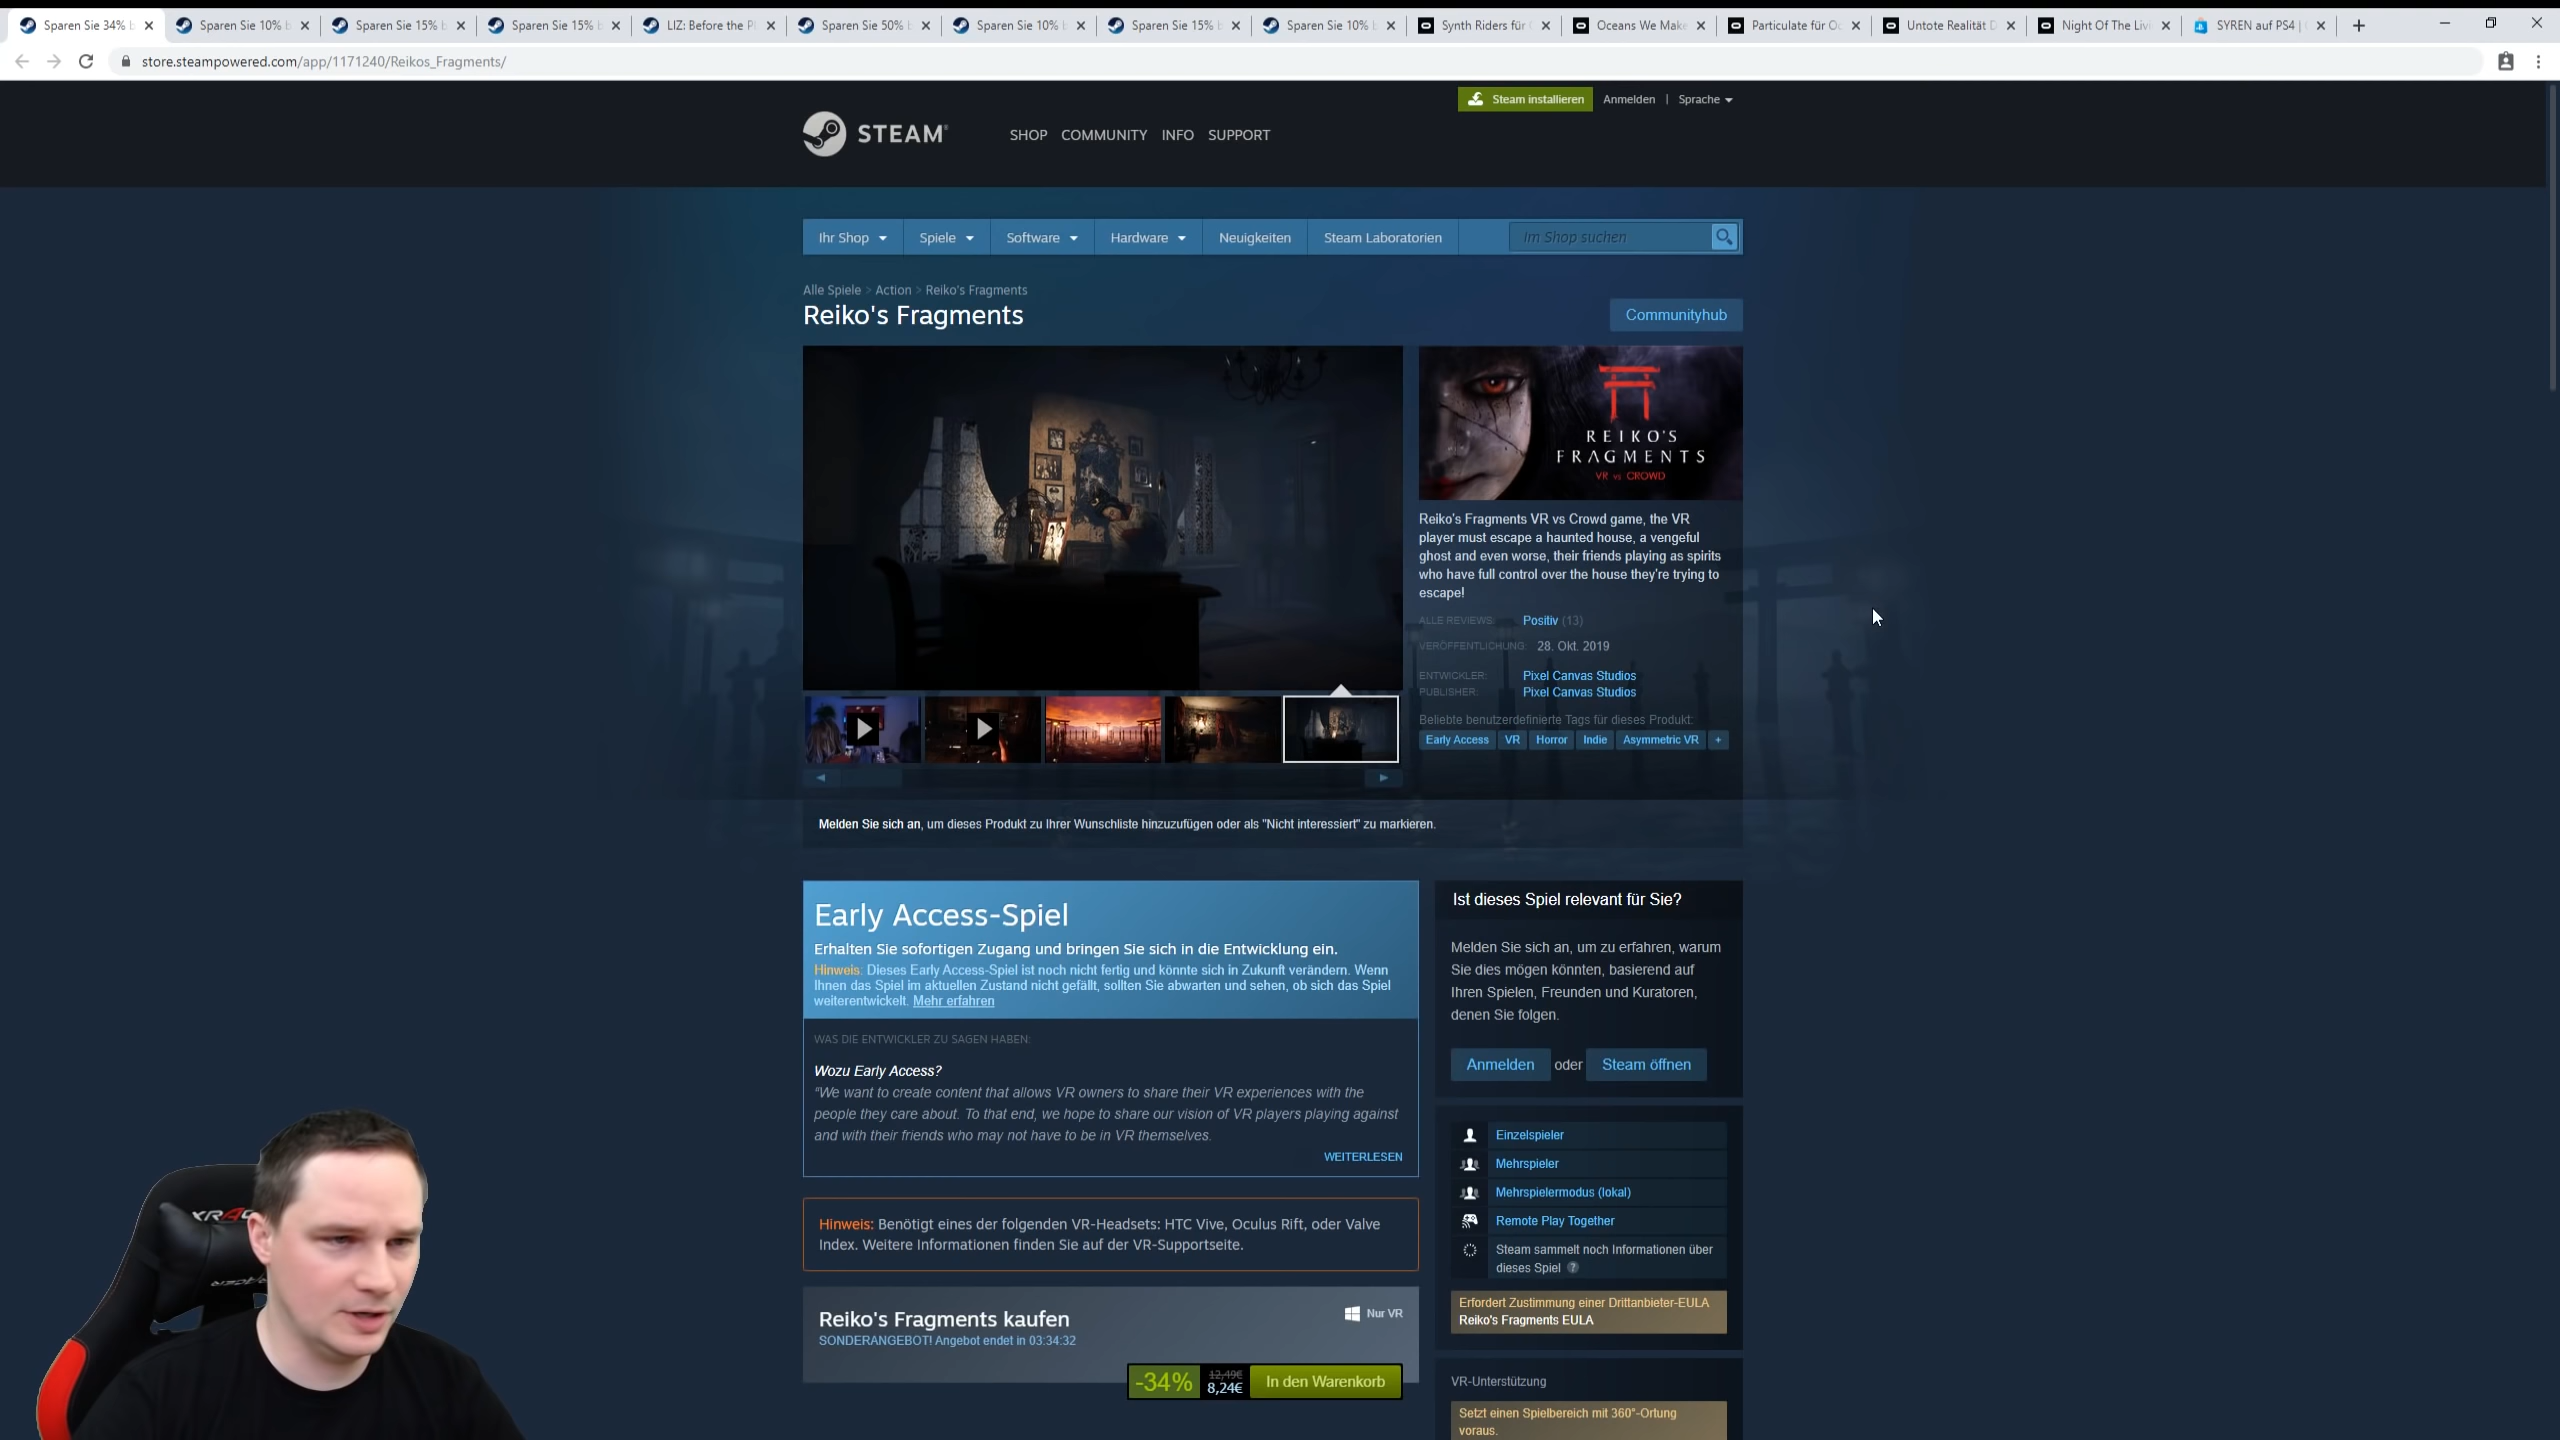 Sparen Sie 34% b
Sparen Sie 10% b
Sparen Sie 15% b
Sparen Sie 15% b
LIZ: Before the Pl
Sparen Sie 50% b
Sparen Sie 10% b
Sparen Sie 15% b
Sparen Sie 10% b
Synth Riders für
Oceans We Make
Particulate für Oc
Untote Realität D
Night Of The Livi
SYREN auf PS4 |
store.steampowered.com/app/1171240/Reikos_Fragments/
Steam installieren
Anmelden | Sprache
STEAM
SHOP COMMUNITY INFO SUPPORT
Ihr Shop Spiele Software Hardware Neuigkeiten Steam Laboratorien
Im Shop suchen
Alle Spiele > Action > Reiko's Fragments
Reiko's Fragments
Communityhub
REIKO'S
FRAGMENTS
VR vs CROWD
Reiko's Fragments VR vs Crowd game, the VR
player must escape a haunted house, a vengeful
ghost and even worse, their friends playing as spirits
who have full control over the house they're trying to
escape!
ALLE REVIEWS: Positiv (13)
VERÖFFENTLICHUNG: 28. Okt. 2019
ENTWICKLER: Pixel Canvas Studios
PUBLISHER: Pixel Canvas Studios
Beliebte benutzerdefinierte Tags für dieses Produkt:
Early Access VR Horror Indie Asymmetric VR +
Melden Sie sich an, um dieses Produkt zu Ihrer Wunschliste hinzuzufügen oder als "Nicht interessiert" zu markieren.
Early Access-Spiel
Erhalten Sie sofortigen Zugang und bringen Sie sich in die Entwicklung ein.
Hinweis: Dieses Early Access-Spiel ist noch nicht fertig und könnte sich in Zukunft verändern. Wenn
Ihnen das Spiel im aktuellen Zustand nicht gefällt, sollten Sie abwarten und sehen, ob sich das Spiel
weiterentwickelt. Mehr erfahren
WAS DIE ENTWICKLER ZU SAGEN HABEN:
Wozu Early Access?
"We want to create content that allows VR owners to share their VR experiences with the
people they care about. To that end, we hope to share our vision of VR players playing against
and with their friends who may not have to be in VR themselves.
WEITERLESEN
Hinweis: Benötigt eines der folgenden VR-Headsets: HTC Vive, Oculus Rift, oder Valve
Index. Weitere Informationen finden Sie auf der VR-Supportseite.
Reiko's Fragments kaufen
Nur VR
SONDERANGEBOT! Angebot endet in 03:34:32
-34%
12,49€
8,24€
In den Warenkorb
Ist dieses Spiel relevant für Sie?
Melden Sie sich an, um zu erfahren, warum
Sie dies mögen könnten, basierend auf
Ihren Spielen, Freunden und Kuratoren,
denen Sie folgen.
Anmelden oder Steam öffnen
Einzelspieler
Mehrspieler
Mehrspielermodus (lokal)
Remote Play Together
Steam sammelt noch Informationen über
dieses Spiel ?
Erfordert Zustimmung einer Drittanbieter-EULA
Reiko's Fragments EULA
VR-Unterstützung
Setzt einen Spielbereich mit 360°-Ortung
voraus.